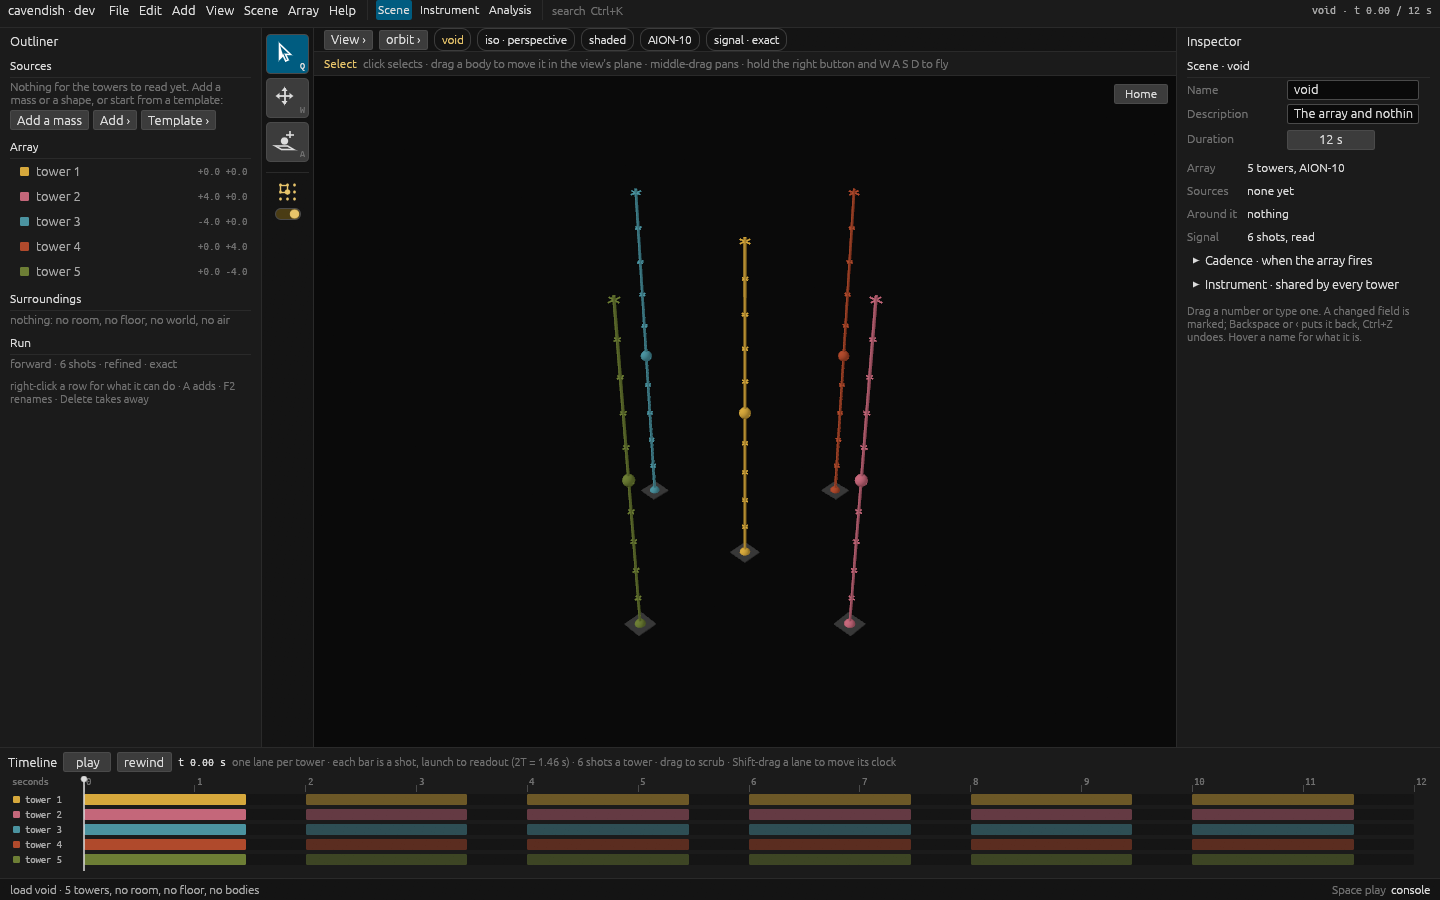 cavendish · dev File Edit Add View Scene Array Help Scene Instrument Analysis search Ctrl+K void · t 0.00 / 12 s
Outliner
Sources
Nothing for the towers to read yet. Add a
mass or a shape, or start from a template:
Add a mass Add › Template ›
Array
tower 1 +0.0 +0.0
tower 2 +4.0 +0.0
tower 3 -4.0 +0.0
tower 4 +0.0 +4.0
tower 5 +0.0 -4.0
Surroundings
nothing: no room, no floor, no world, no air
Run
forward · 6 shots · refined · exact
right-click a row for what it can do · A adds · F2
renames · Delete takes away
Q
W
A
View › orbit › void iso · perspective shaded AION-10 signal · exact
Select click selects · drag a body to move it in the view's plane · middle-drag pans · hold the right button and W A S D to fly
Home
Inspector
Scene · void
Name void
Description The array and nothin
Duration 12 s
Array 5 towers, AION-10
Sources none yet
Around it nothing
Signal 6 shots, read
► Cadence · when the array fires
► Instrument · shared by every tower
Drag a number or type one. A changed field is
marked; Backspace or ‹ puts it back, Ctrl+Z
undoes. Hover a name for what it is.
Timeline play rewind t 0.00 s one lane per tower · each bar is a shot, launch to readout (2T = 1.46 s) · 6 shots a tower · drag to scrub · Shift-drag a lane to move its clock
seconds 0 1 2 3 4 5 6 7 8 9 10 11 12
tower 1
tower 2
tower 3
tower 4
tower 5
load void · 5 towers, no room, no floor, no bodies Space play console